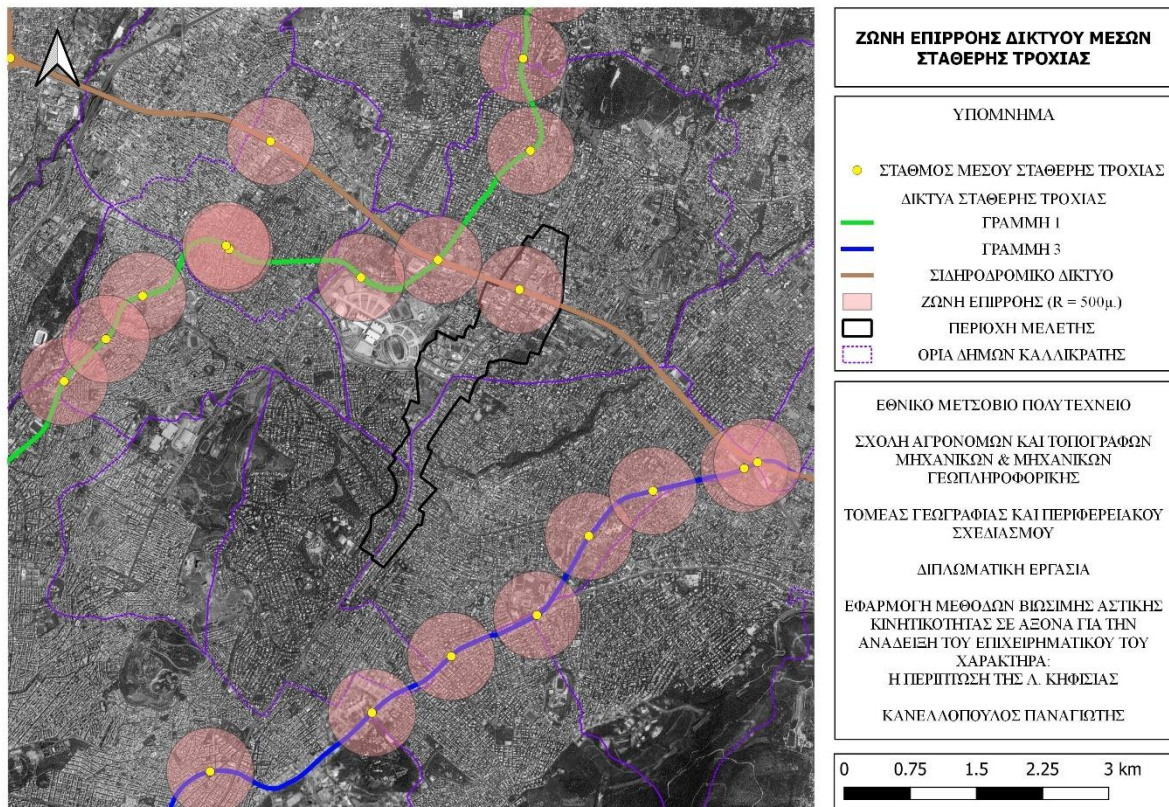 ΖΩΝΗ ΕΠΙΡΡΟΗΣ ΔΙΚΤΥΟΥ ΜΕΣΩΝ
ΣΤΑΘΕΡΗΣ ΤΡΟΧΙΑΣ
ΥΠΟΜΝΗΜΑ
ΣΤΑΘΜΟΣ ΜΕΣΟΥ ΣΤΑΘΕΡΗΣ ΤΡΟΧΙΑΣ
ΔΙΚΤΥΑ ΣΤΑΘΕΡΗΣ ΤΡΟΧΙΑΣ
ΓΡΑΜΜΗ 1
ΓΡΑΜΜΗ 3
ΣΙΔΗΡΟΔΡΟΜΙΚΟ ΔΙΚΤΥΟ
ΖΩΝΗ ΕΠΙΡΡΟΗΣ (R = 500μ.)
ΠΕΡΙΟΧΗ ΜΕΛΕΤΗΣ
ΟΡΙΑ ΔΗΜΩΝ ΚΑΛΛΙΚΡΑΤΗΣ
ΕΘΝΙΚΟ ΜΕΤΣΟΒΙΟ ΠΟΛΥΤΕΧΝΕΙΟ
ΣΧΟΛΗ ΑΓΡΟΝΟΜΩΝ ΚΑΙ ΤΟΠΟΓΡΑΦΩΝ
ΜΗΧΑΝΙΚΩΝ & ΜΗΧΑΝΙΚΩΝ
ΓΕΩΠΛΗΡΟΦΟΡΙΚΗΣ
ΤΟΜΕΑΣ ΓΕΩΓΡΑΦΙΑΣ ΚΑΙ ΠΕΡΙΦΕΡΕΙΑΚΟΥ
ΣΧΕΔΙΑΣΜΟΥ
ΔΙΠΛΩΜΑΤΙΚΗ ΕΡΓΑΣΙΑ
ΕΦΑΡΜΟΓΗ ΜΕΘΟΔΩΝ ΒΙΩΣΙΜΗΣ ΑΣΤΙΚΗΣ
ΚΙΝΗΤΙΚΟΤΗΤΑΣ ΣΕ ΑΞΟΝΑ ΓΙΑ ΤΗΝ
ΑΝΑΔΕΙΞΗ ΤΟΥ ΕΠΙΧΕΙΡΗΜΑΤΙΚΟΥ ΤΟΥ
ΧΑΡΑΚΤΗΡΑ:
Η ΠΕΡΙΠΤΩΣΗ ΤΗΣ Λ. ΚΗΦΙΣΙΑΣ
ΚΑΝΕΛΛΟΠΟΥΛΟΣ ΠΑΝΑΓΙΩΤΗΣ
0 0.75 1.5 2.25 3 km